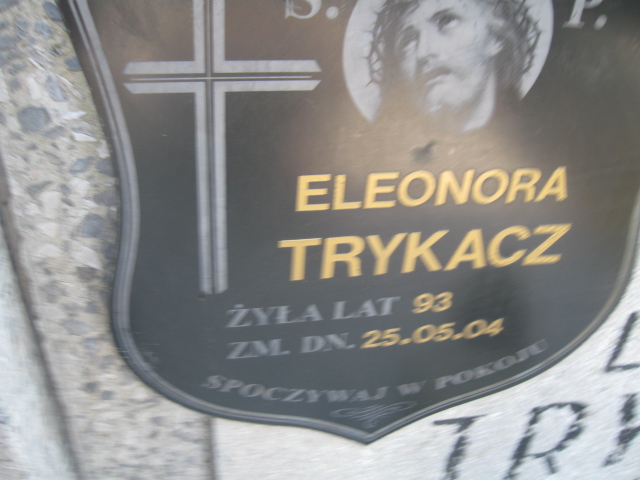 Ś. P.
ELEONORA
TRYKACZ
ŻYŁA LAT 93
ZM. DN. 25.05.04
SPOCZYWAJ W POKOJU